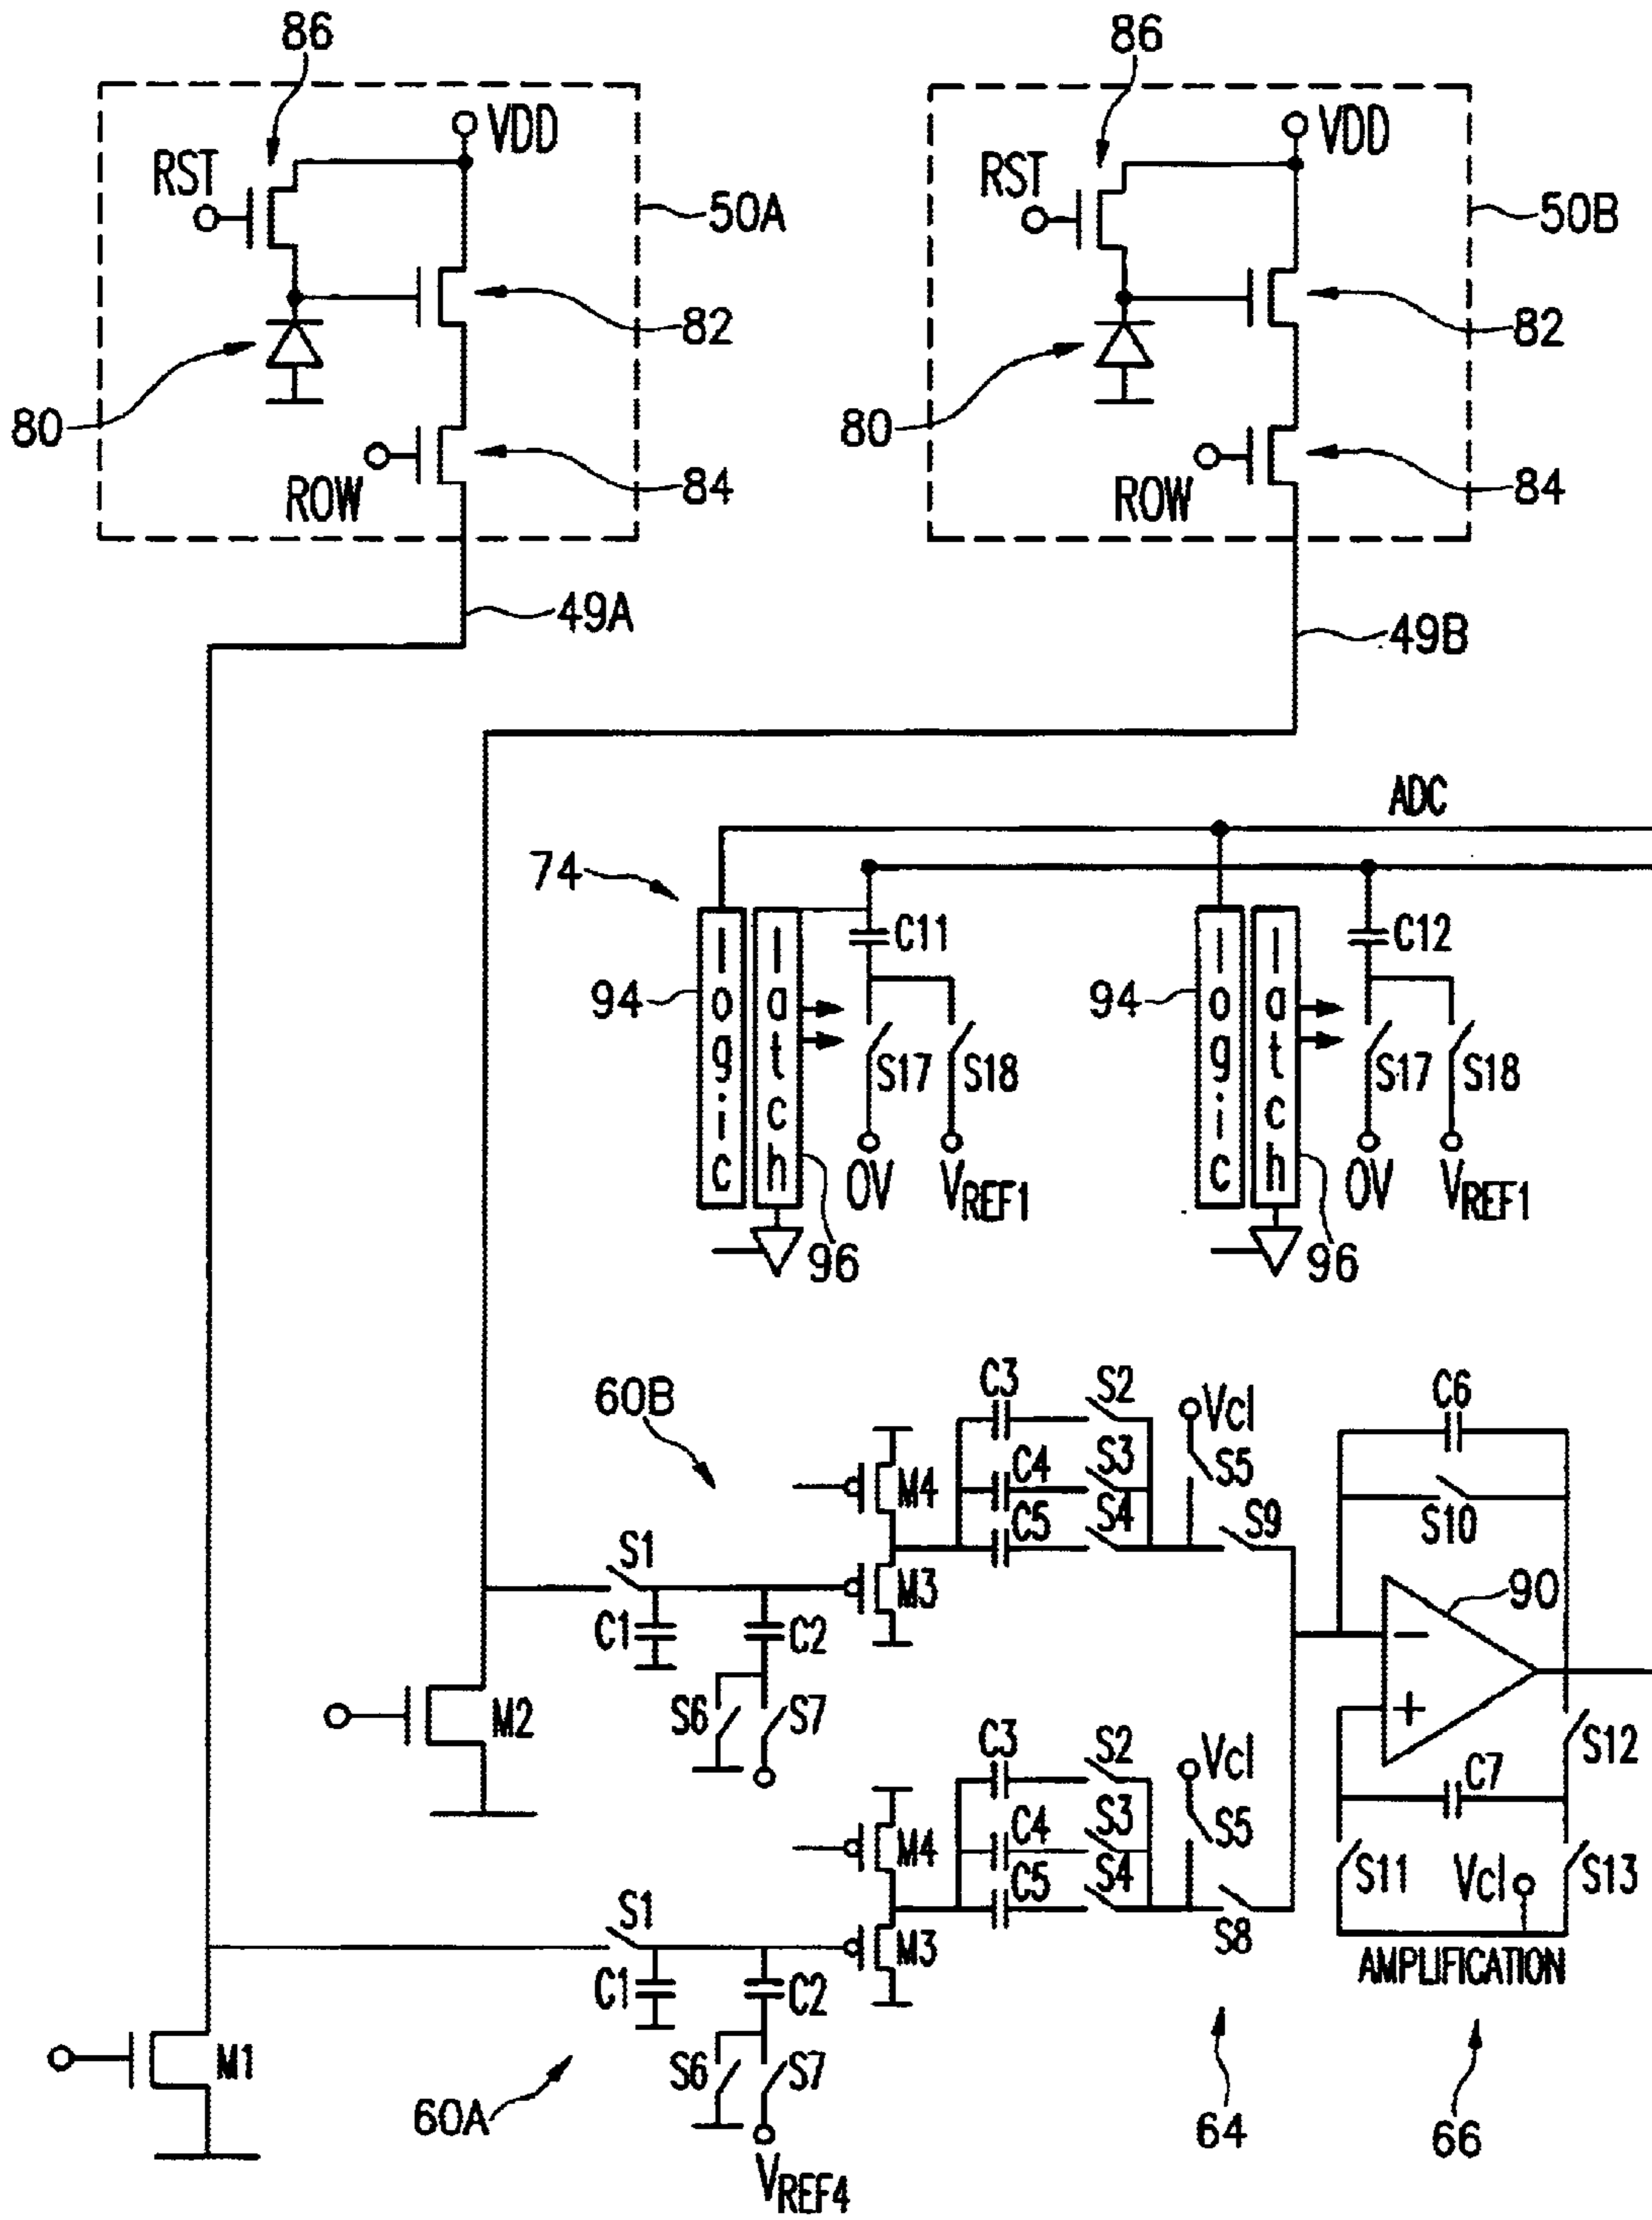 86
86
VDD
VDD
RST
RST
50A
50B
82
82
80
80
84
84
ROW
ROW
49A
49B
ADC
74
C11
C12
logic
latch
logic
latch
94
94
S17
S18
S17
S18
0V
VREF1
0V
VREF1
96
96
60B
C3
S2
Vcl
C6
M4
C4
S3
S5
S10
C5
S4
S9
S1
M3
90
C1
C2
−
+
M2
S6
S7
C3
S2
Vcl
S12
C7
M4
C4
S3
S5
C5
S4
S11
Vcl
S13
S1
M3
S8
AMPLIFICATION
C1
C2
M1
S6
S7
60A
64
66
VREF4